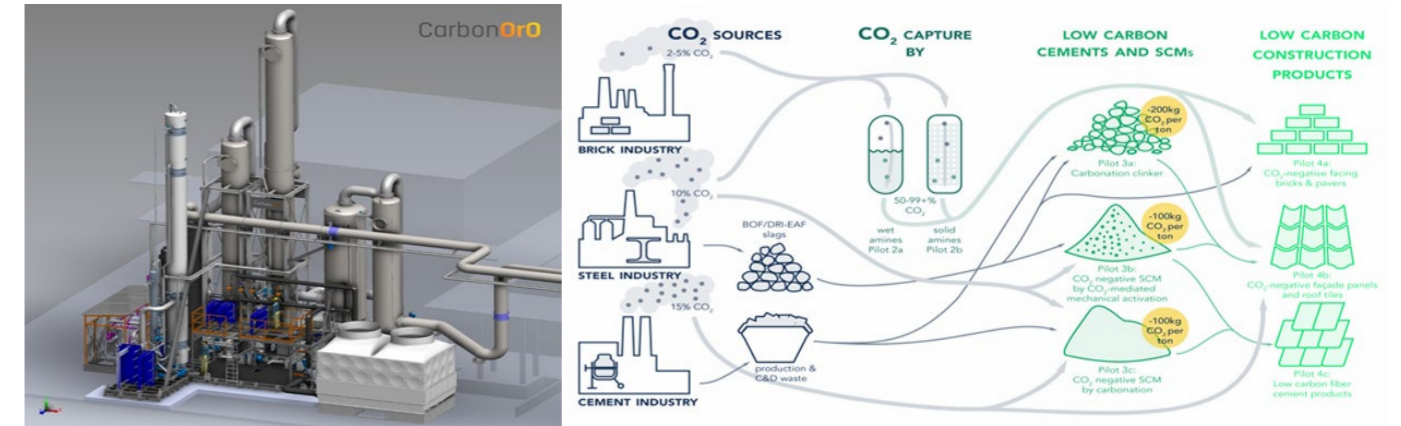 CarbonOrO
CO2 SOURCES
2-5% CO2
BRICK INDUSTRY
10% CO2
STEEL INDUSTRY
BOF/DRI-EAF
slags
15% CO2
production &
C&D waste
CEMENT INDUSTRY
CO2 CAPTURE
BY
50-99+%
CO2
wet
amines
Pilot 2a
solid
amines
Pilot 2b
LOW CARBON
CEMENTS AND SCMs
-200kg
CO2 per
ton
Pilot 3a:
Carbonation clinker
-100kg
CO2 per
ton
Pilot 3b:
CO2 negative SCM
by CO2-mediated
mechanical activation
-100kg
CO2 per
ton
Pilot 3c:
CO2 negative SCM
by carbonation
LOW CARBON
CONSTRUCTION
PRODUCTS
Pilot 4a:
CO2-negative facing
bricks & pavers
Pilot 4b:
CO2-negative façade panels
and roof tiles
Pilot 4c:
Low carbon fiber
cement products